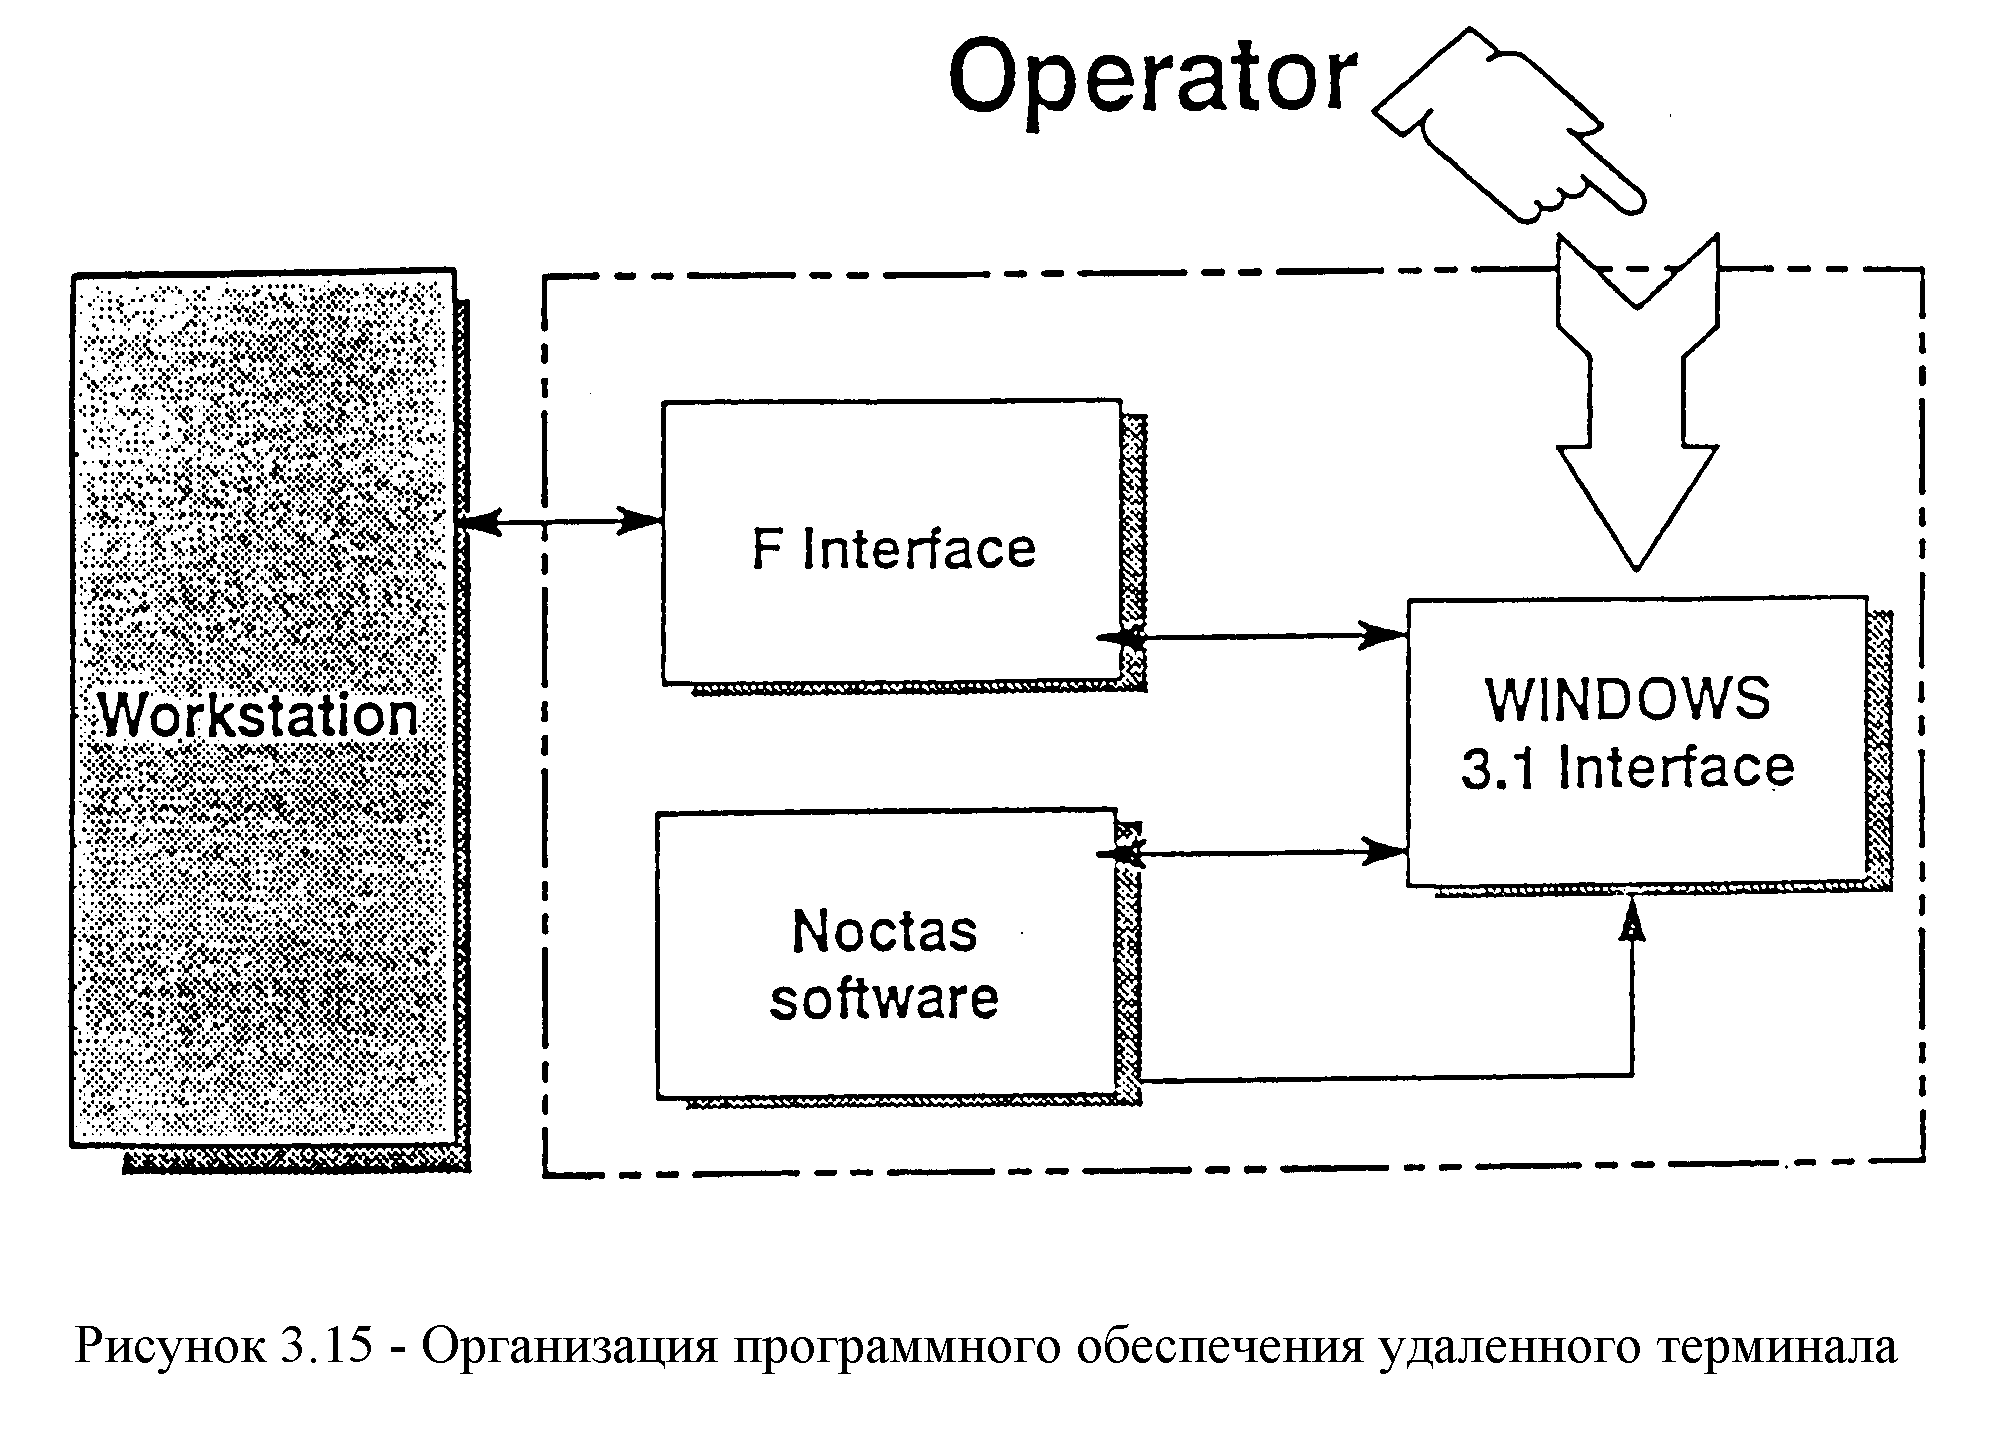 Operator
F Interface
Workstation
WINDOWS
3.1 Interface
Noctas
software
Рисунок 3.15 - Организация программного обеспечения удаленного терминала